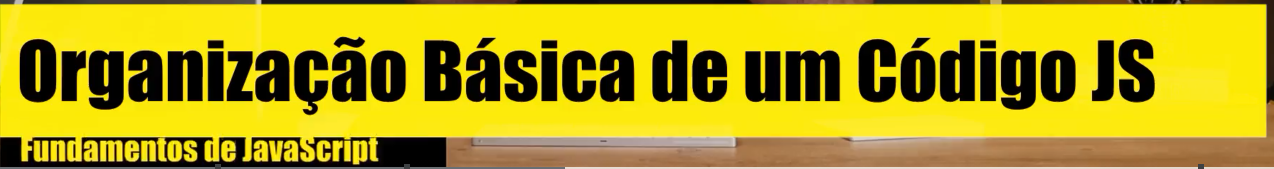 Organização Básica de um Código JS
Fundamentos de JavaScript